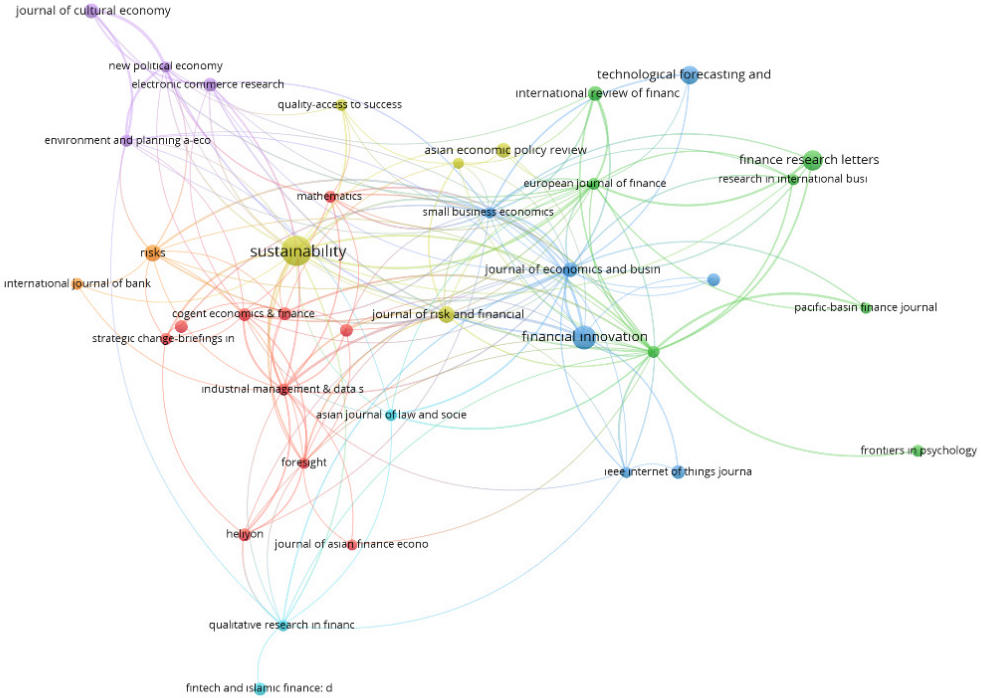 journal of cultural economy
new political economy
electronic commerce research
technological forecasting and
international review of financ
quality-access to success
environment and planning a-eco
asian economic policy review
finance research letters
research in international busi
european journal of finance
mathematics
small business economics
risks
sustainability
journal of economics and busin
international journal of bank
pacific-basin finance journal
cogent economics & finance
journal of risk and financial
strategic change-briefings in
financial innovation
industrial management & data s
asian journal of law and socie
frontiers in psychology
foresight
ieee internet of things journa
heliyon
journal of asian finance econo
qualitative research in financ
fintech and islamic finance: d